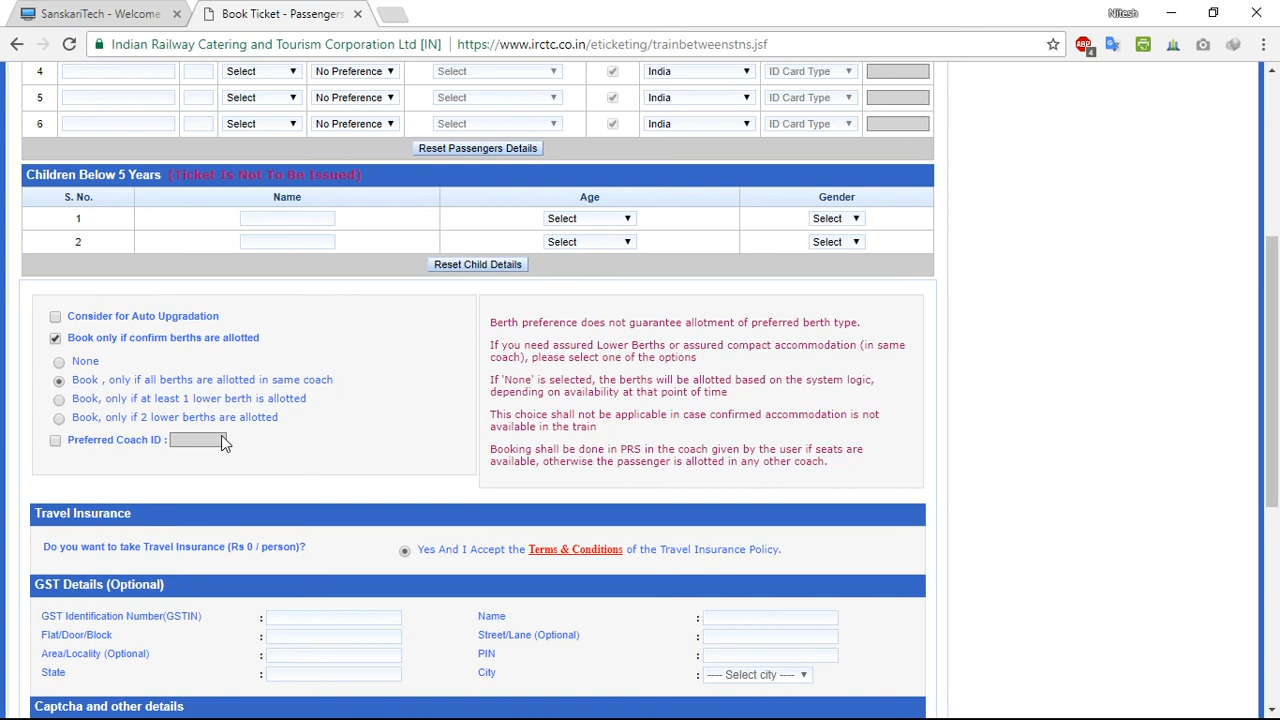 SanskariTech - Welcome
Book Ticket - Passengers
Nitesh
Indian Railway Catering and Tourism Corporation Ltd [IN] https://www.irctc.co.in/eticketing/trainbetweenstns.jsf
ABP 4
4 Select No Preference Select India ID Card Type
5 Select No Preference Select India ID Card Type
6 Select No Preference Select India ID Card Type
Reset Passengers Details
Children Below 5 Years (Ticket Is Not To Be Issued)
S. No. Name Age Gender
1 Select Select
2 Select Select
Reset Child Details
Consider for Auto Upgradation
Book only if confirm berths are allotted
None
Book , only if all berths are allotted in same coach
Book, only if at least 1 lower berth is allotted
Book, only if 2 lower berths are allotted
Preferred Coach ID :
Berth preference does not guarantee allotment of preferred berth type.
If you need assured Lower Berths or assured compact accommodation (in same
coach), please select one of the options
If 'None' is selected, the berths will be allotted based on the system logic,
depending on availability at that point of time
This choice shall not be applicable in case confirmed accommodation is not
available in the train
Booking shall be done in PRS in the coach given by the user if seats are
available, otherwise the passenger is allotted in any other coach.
Travel Insurance
Do you want to take Travel Insurance (Rs 0 / person)? Yes And I Accept the Terms & Conditions of the Travel Insurance Policy.
GST Details (Optional)
GST Identification Number(GSTIN) : Name :
Flat/Door/Block : Street/Lane (Optional) :
Area/Locality (Optional) : PIN :
State : City : ---- Select city ----
Captcha and other details